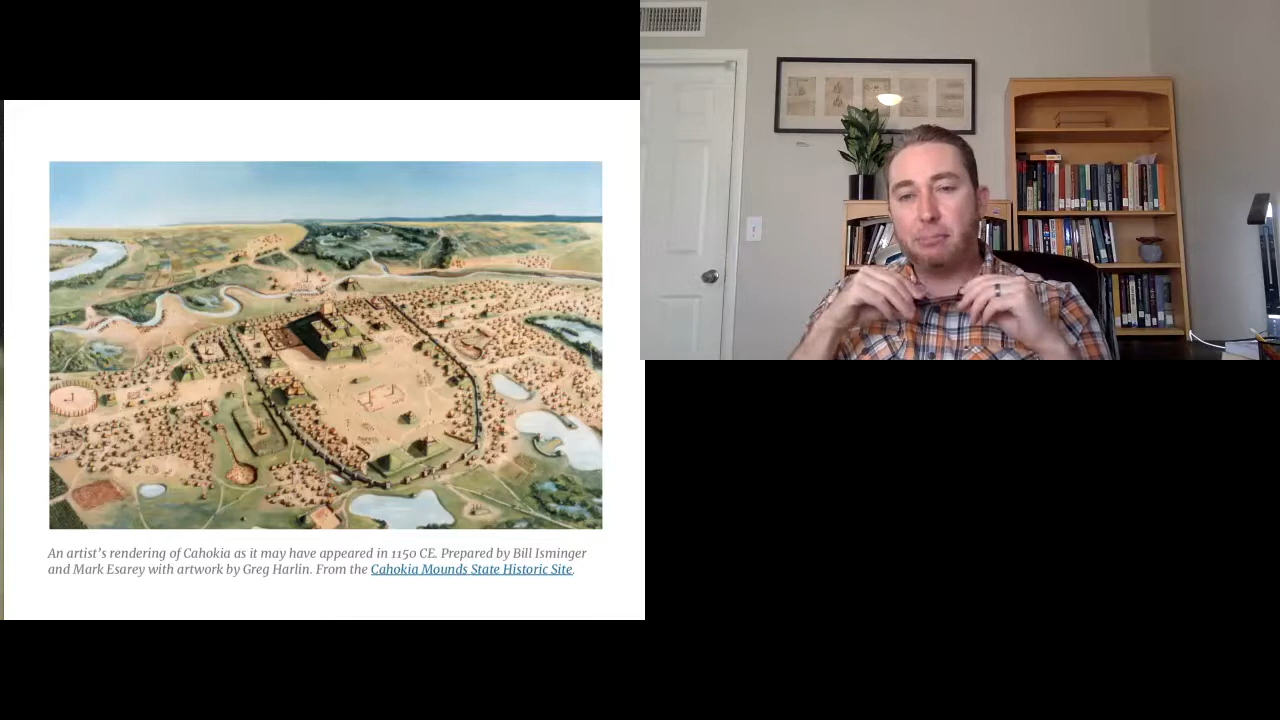 An artist's rendering of Cahokia as it may have appeared in 1150 CE. Prepared by Bill Isminger
and Mark Esarey with artwork by Greg Harlin. From the Cahokia Mounds State Historic Site.